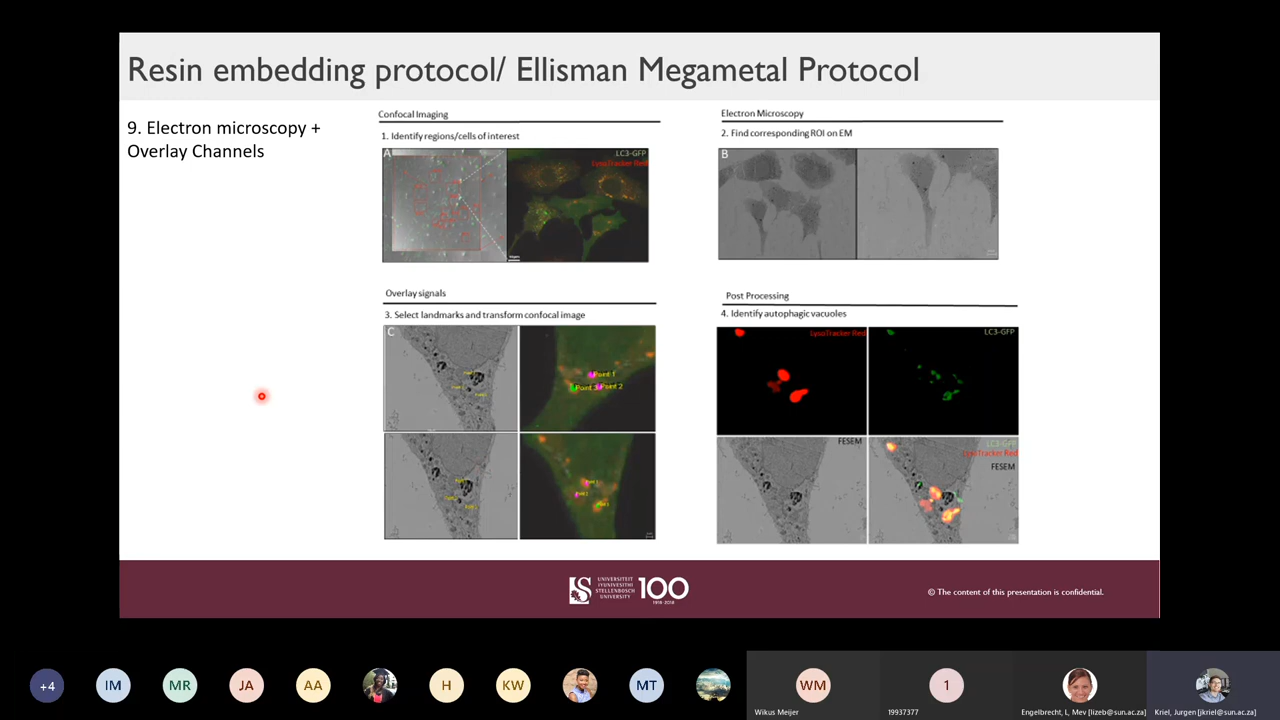 Resin embedding protocol/ Ellisman Megametal Protocol
9. Electron microscopy +
Overlay Channels
Confocal Imaging
1. Identify regions/cells of interest
A
LC3-GFP
LysoTracker Red
Electron Microscopy
2. Find corresponding ROI on EM
B
Overlay signals
3. Select landmarks and transform confocal image
C
Point 1
Point 3
Point 2
Post Processing
4. Identify autophagic vacuoles
LysoTracker Red
LC3-GFP
FESEM
LC3-GFP
LysoTracker Red
FESEM
UNIVERSITEIT
IYUNIVESITHI
STELLENBOSCH
UNIVERSITY
100
1918-2018
© The content of this presentation is confidential.
+4
IM
MR
JA
AA
H
KW
MT
WM
Wikus Meijer
1
19937377
Engelbrecht, L, Mev [lizeb@sun.ac.za]
Kriel, Jurgen [jkriel@sun.ac.za]